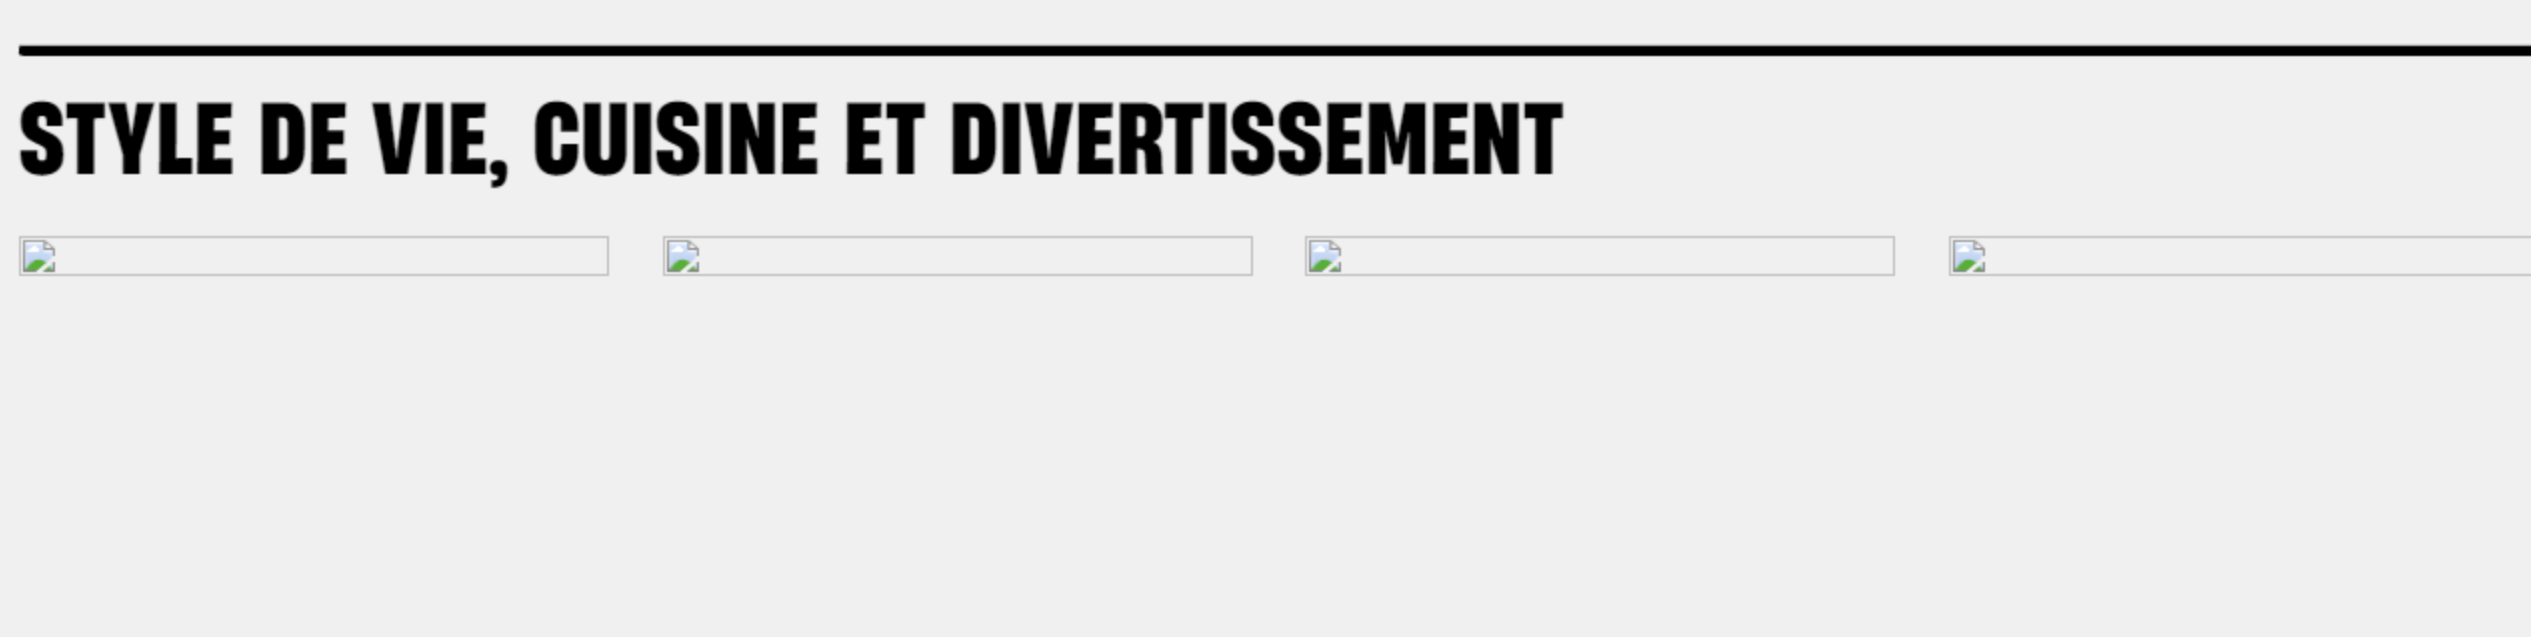 STYLE DE VIE, CUISINE ET DIVERTISSEMENT